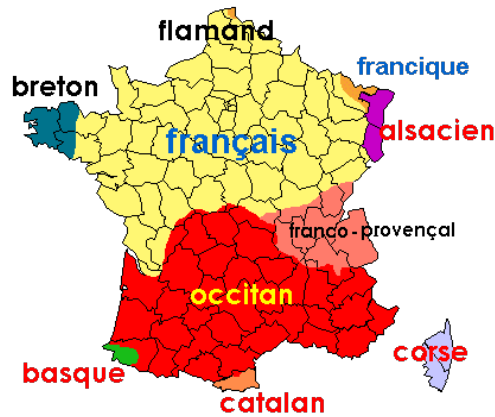 flamand
francique
breton
alsacien
français
franco-provençal
occitan
corse
basque
catalan